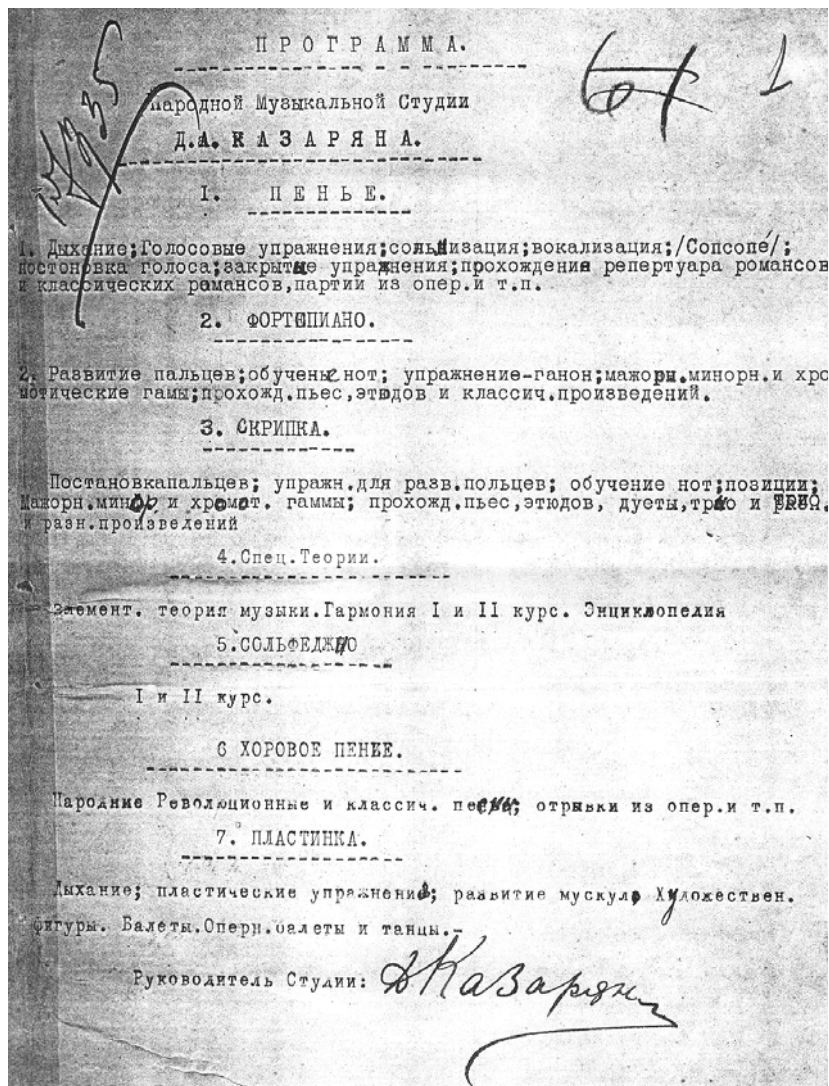 1
ПРОГРАММА.
Народной Музыкальной Студии
Д.А. КАЗАРЯНА.
I. ПЕНЬЕ.
1. Дыхание;Голосовые упражнения;сольфизация;вокализация;/Сопсопе/;
постоновка голоса;закрытые упражнения;прохождения репертуара романсов
и классических романсов,партии из опер.и т.п.
2. ФОРТЕПИАНО.
2. Развитие пальцев;обучение нот; упражнение-ганон;мажорн.минорн.и хро
мотические гамы;прохожд.пьес,этюдов и классич.произведений.
3. СКРИПКА.
Постановкапальцев; упражн.для разв.польцев; обучение нот;позиции;
Мажорн.минор. и хромот. гаммы; прохожд.пьес,этюдов, дуеты,трио и
и разн.произвелений
4.Спец.Теории.
Элемент. теория музыки.Гармония I и II курс. Энциклопедия
5.СОЛЬФЕДЖИО
I и II курс.
6 ХОРОВОЕ ПЕНИЕ.
Народние Революционные и классич. песни; отрывки из опер.и т.п.
7. ПЛАСТИНКА.
Дыхание; пластические упражнения; развитие мускул, Художествен.
фигуры. Балеты.Оперн.балеты и танцы.-
Руководитель Студии: ДКазарян